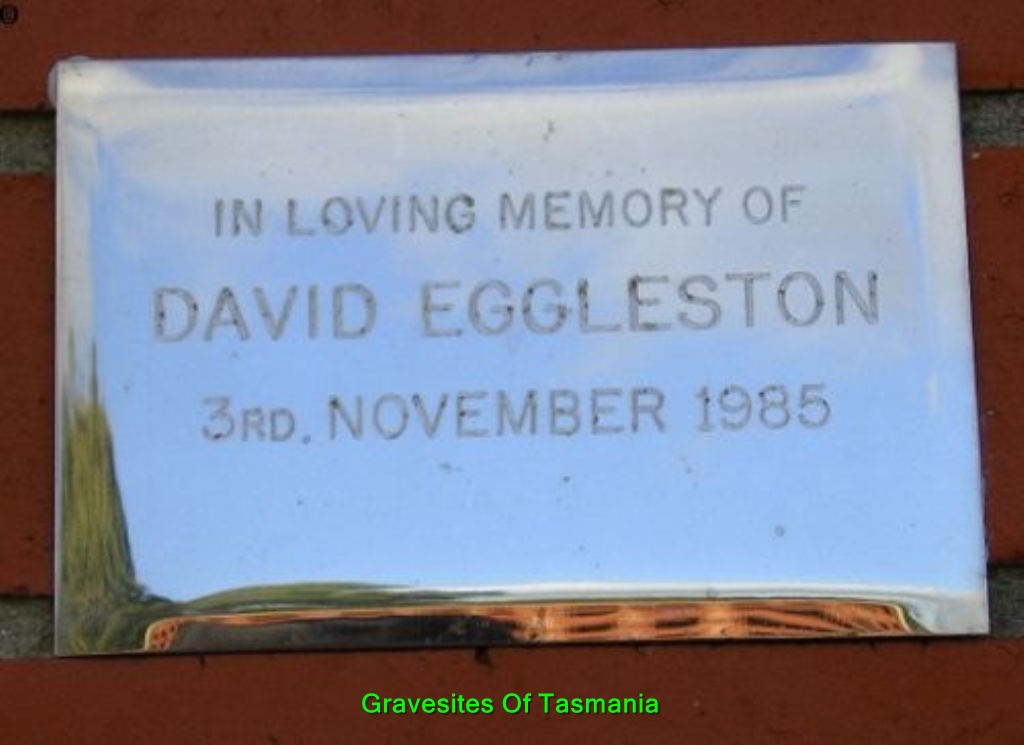 IN LOVING MEMORY OF
DAVID EGGLESTON
3RD. NOVEMBER 1985
Gravesites Of Tasmania